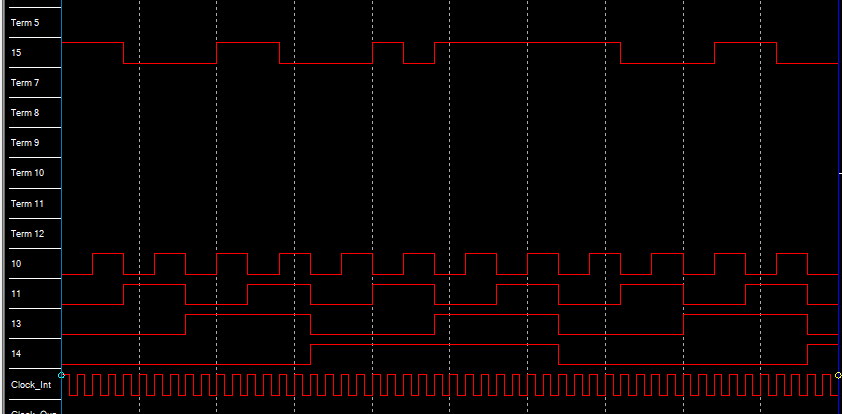 Term 5
15
Term 7
Term 8
Term 9
Term 10
Term 11
Term 12
10
11
13
14
Clock_Int